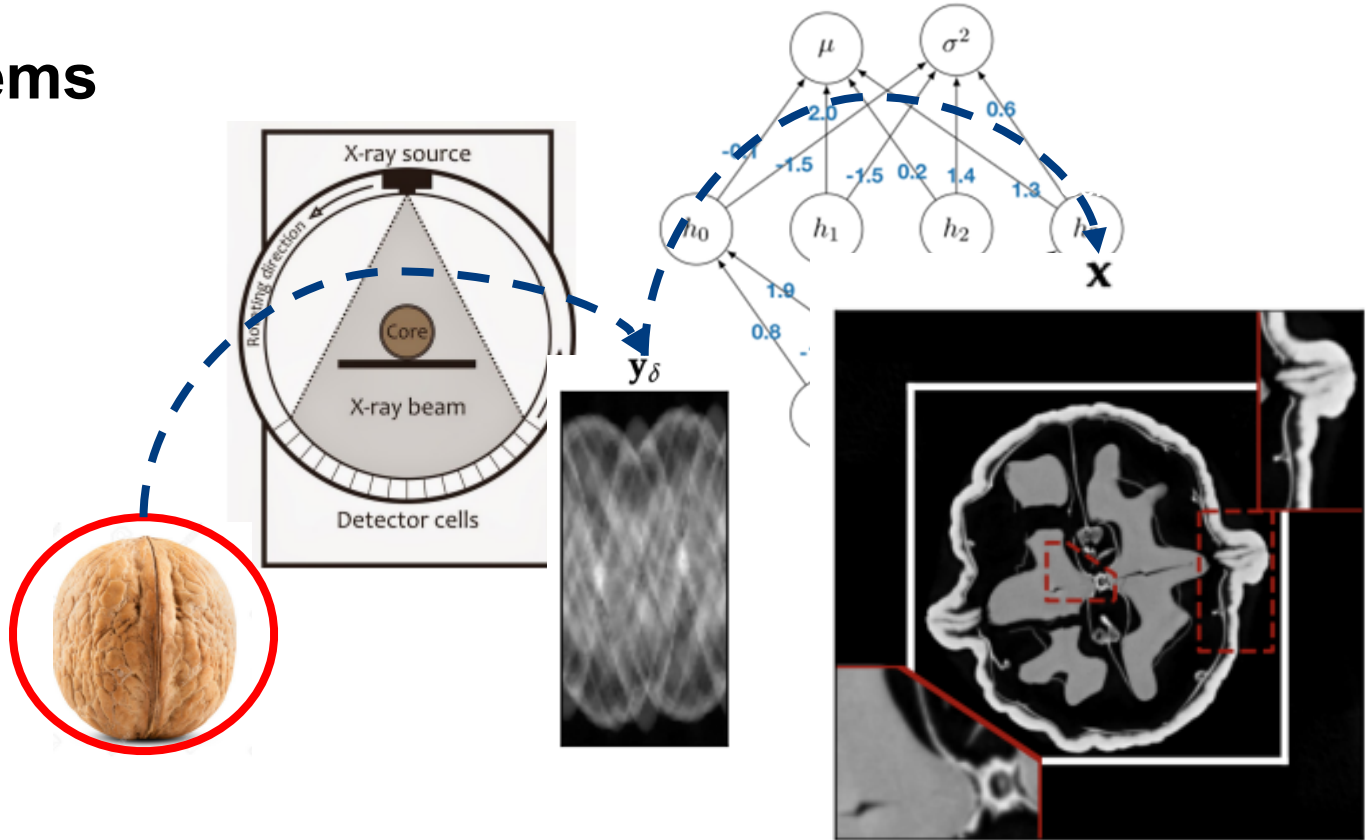 ems
X-ray source
Rotating direction
Core
X-ray beam
Detector cells
y_δ
μ
σ²
2.0
0.6
-0.1
-1.5
-1.5
0.2
1.4
1.3
h₀
h₁
h₂
1.9
0.8
x